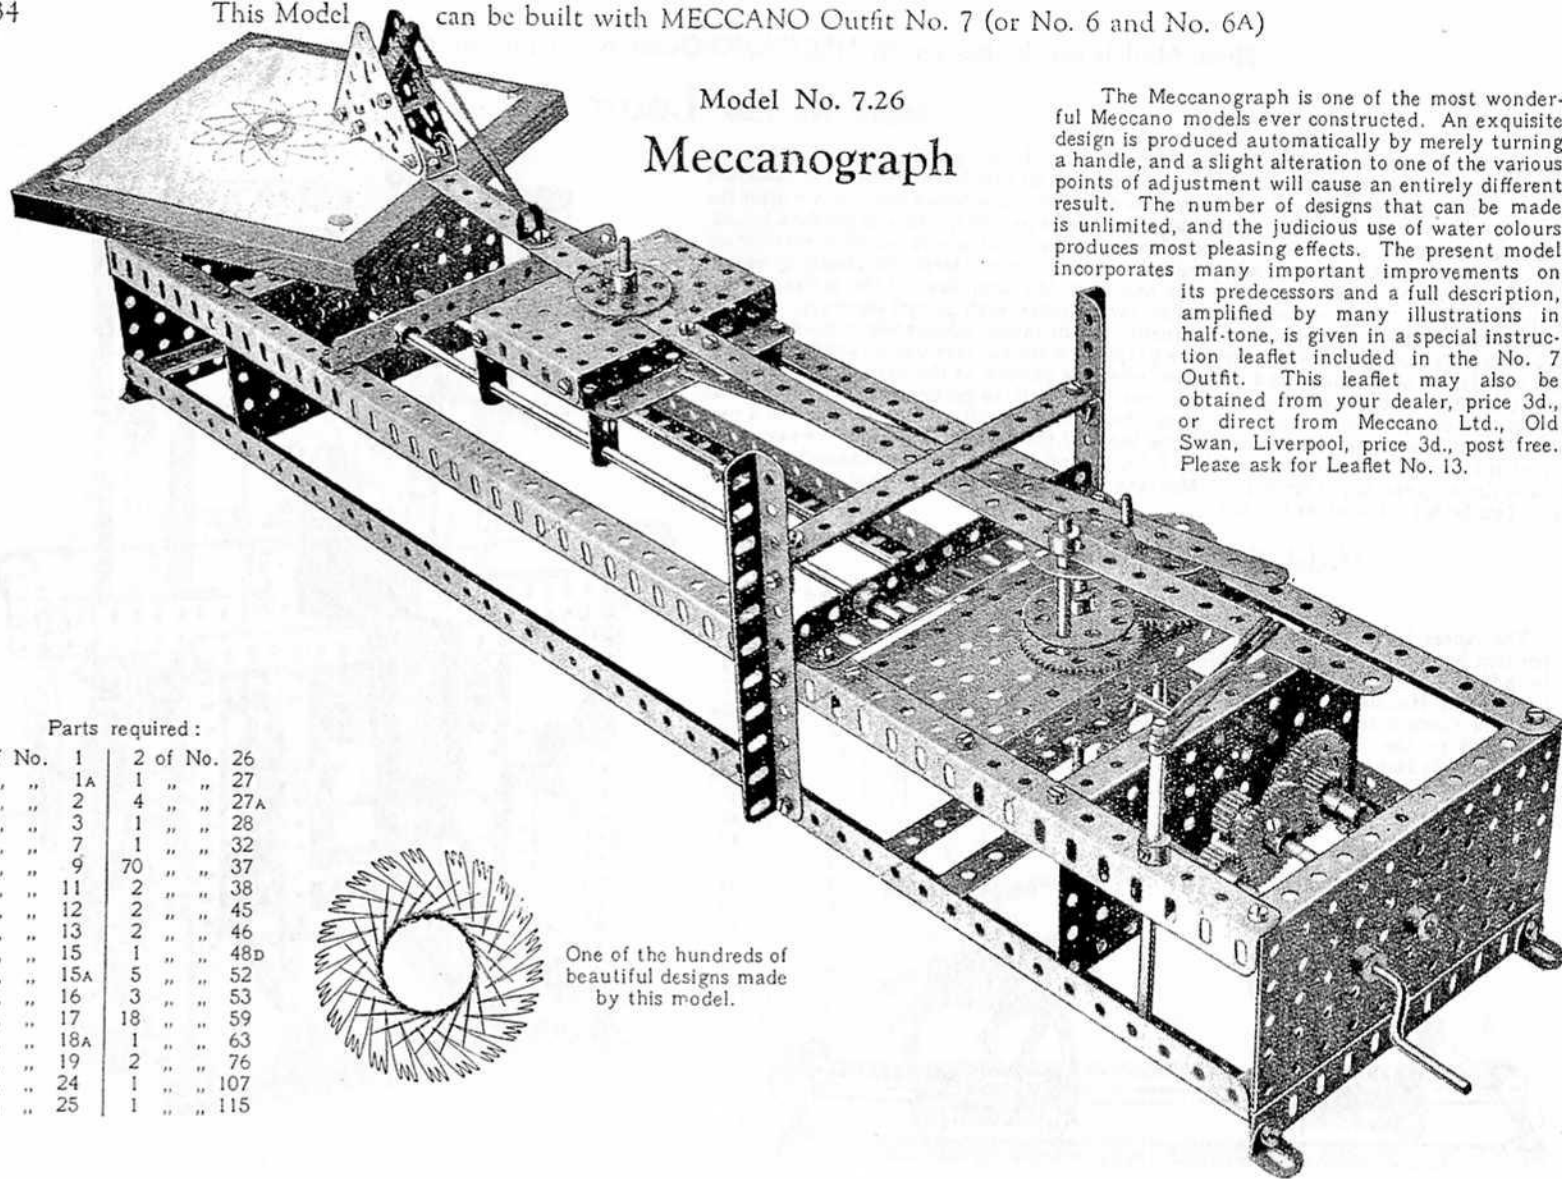 34
This Model can be built with MECCANO Outfit No. 7 (or No. 6 and No. 6A)
Model No. 7.26
Meccanograph
The Meccanograph is one of the most wonder-
ful Meccano models ever constructed. An exquisite
design is produced automatically by merely turning
a handle, and a slight alteration to one of the various
points of adjustment will cause an entirely different
result. The number of designs that can be made
is unlimited, and the judicious use of water colours
produces most pleasing effects. The present model
incorporates many important improvements on
its predecessors and a full description,
amplified by many illustrations in
half-tone, is given in a special instruc-
tion leaflet included in the No. 7
Outfit. This leaflet may also be
obtained from your dealer, price 3d.,
or direct from Meccano Ltd., Old
Swan, Liverpool, price 3d., post free.
Please ask for Leaflet No. 13.
Parts required :
No. 1 2 of No. 26
„ 1A 1 „ „ 27
„ 2 4 „ „ 27A
„ 3 1 „ „ 28
„ 7 1 „ „ 32
„ 9 70 „ „ 37
„ 11 2 „ „ 38
„ 12 2 „ „ 45
„ 13 2 „ „ 46
„ 15 1 „ „ 48D
„ 15A 5 „ „ 52
„ 16 3 „ „ 53
„ 17 18 „ „ 59
„ 18A 1 „ „ 63
„ 19 2 „ „ 76
„ 24 1 „ „ 107
„ 25 1 „ „ 115
One of the hundreds of
beautiful designs made
by this model.